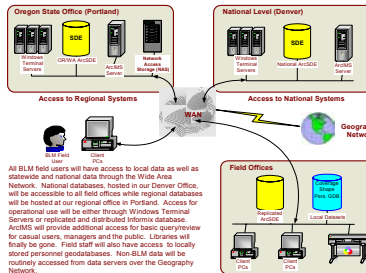 Oregon State Office (Portland)
SDE
Windows
Terminal
Servers
OR/WA ArcSDE
ArcIMS
Server
Network
Access
Storage (NAS)
National Level (Denver)
SDE
Windows
Terminal
Servers
National ArcSDE
ArcIMS
Server
Access to Regional Systems
Access to National Systems
WAN
BLM Field
User
Client
PCs
Geogra
Netwo
All BLM field users will have access to local data as well as
statewide and national data through the Wide Area
Network. National databases, hosted in our Denver Office,
will be accessible to all field offices while regional databases
will be hosted at our regional office in Portland. Access for
operational use will be either through Windows Terminal
Servers or replicated and distributed Informix database.
ArcIMS will provide additional access for basic query/review
for casual users, managers and the public. Libraries will
finally be gone. Field staff will also have access to locally
stored personnel geodatabases. Non-BLM data will be
routinely accessed from data servers over the Geography
Network.
Field Offices
Coverage
Shape
Pers. GDB
Replicated
ArcSDE
Local Datasets
Client
PCs
Client
PCs